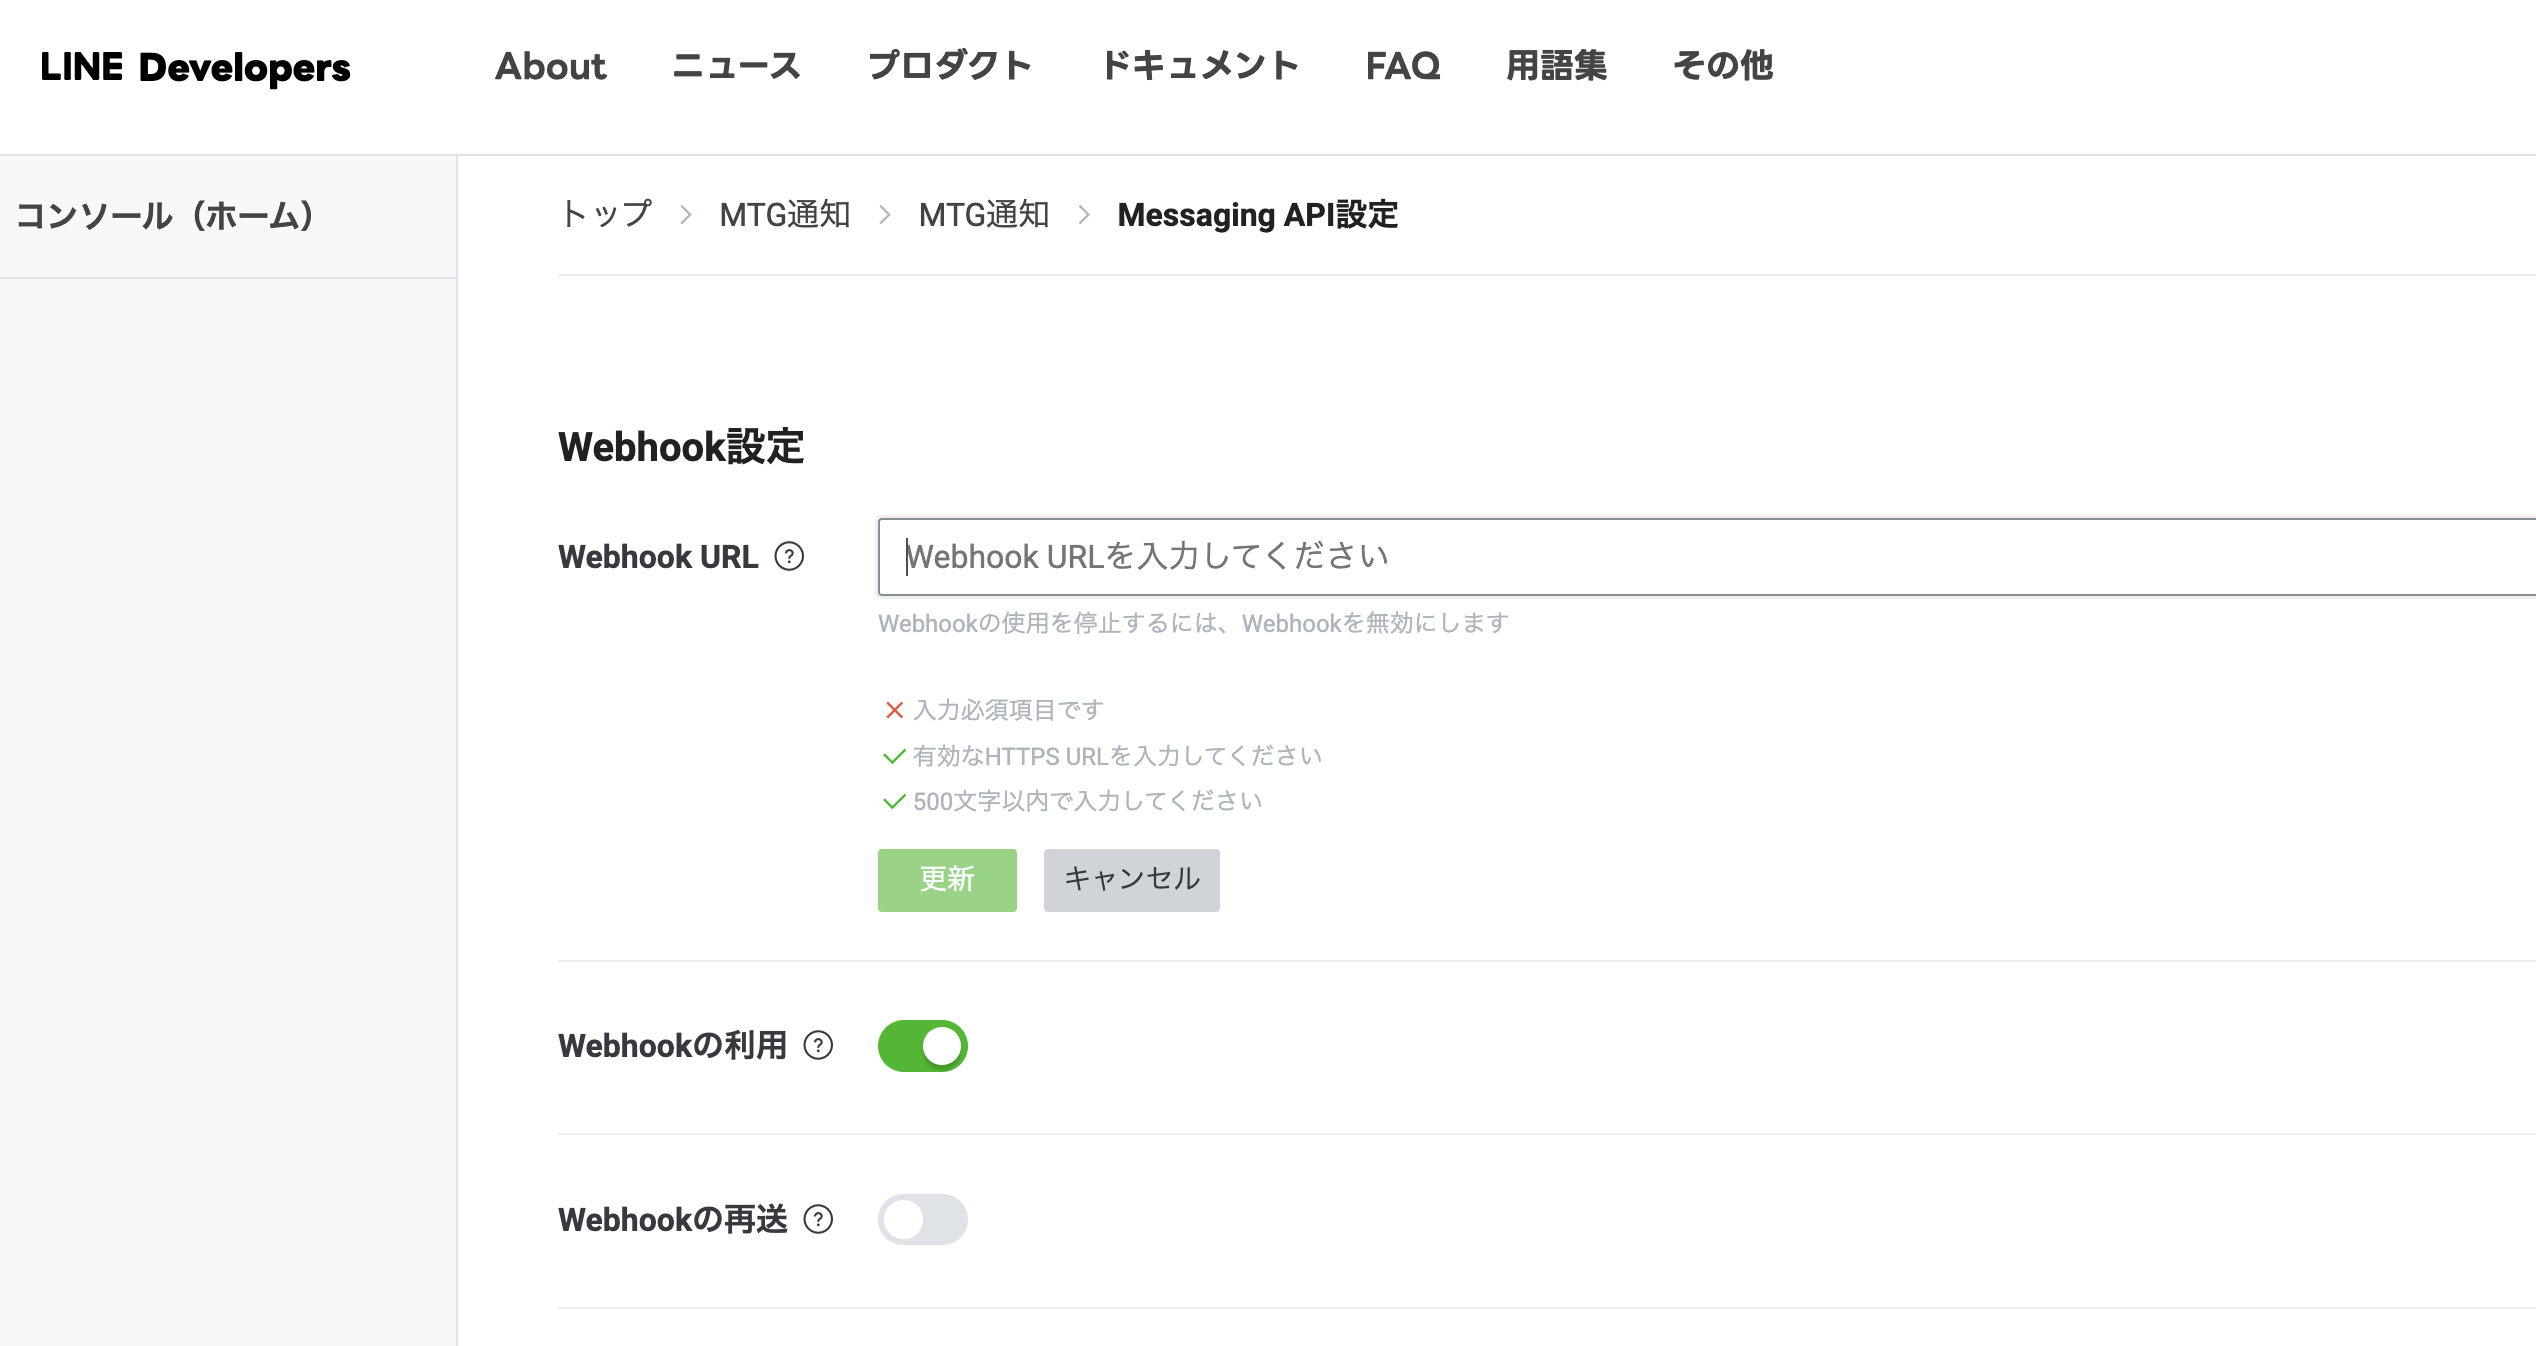 LINE Developers About ニュース プロダクト ドキュメント FAQ 用語集 その他
コンソール（ホーム）
トップ > MTG通知 > MTG通知 > Messaging API設定
Webhook設定
Webhook URL ?
Webhook URLを入力してください
Webhookの使用を停止するには、Webhookを無効にします
入力必須項目です
有効なHTTPS URLを入力してください
500文字以内で入力してください
更新 キャンセル
Webhookの利用 ?
Webhookの再送 ?